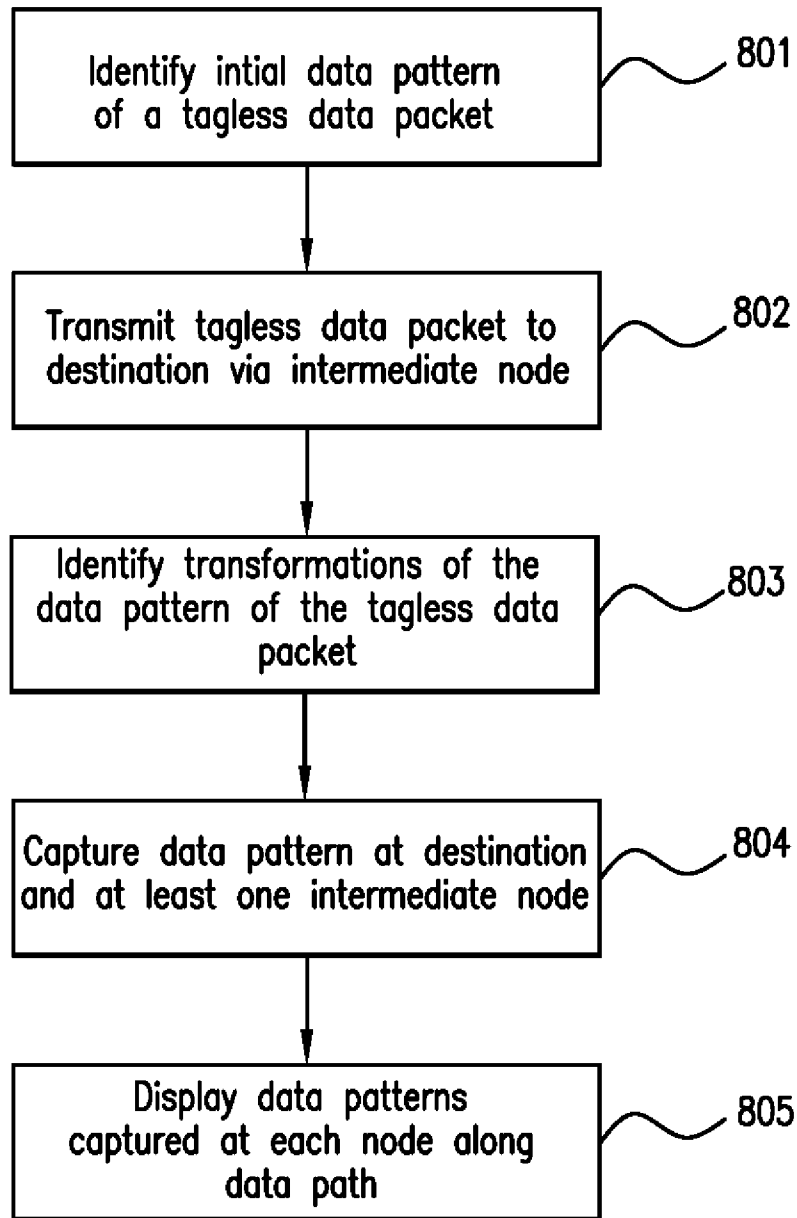 Identify intial data pattern
of a tagless data packet
801
Transmit tagless data packet to
destination via intermediate node
802
Identify transformations of the
data pattern of the tagless data
packet
803
Capture data pattern at destination
and at least one intermediate node
804
Display data patterns
captured at each node along
data path
805